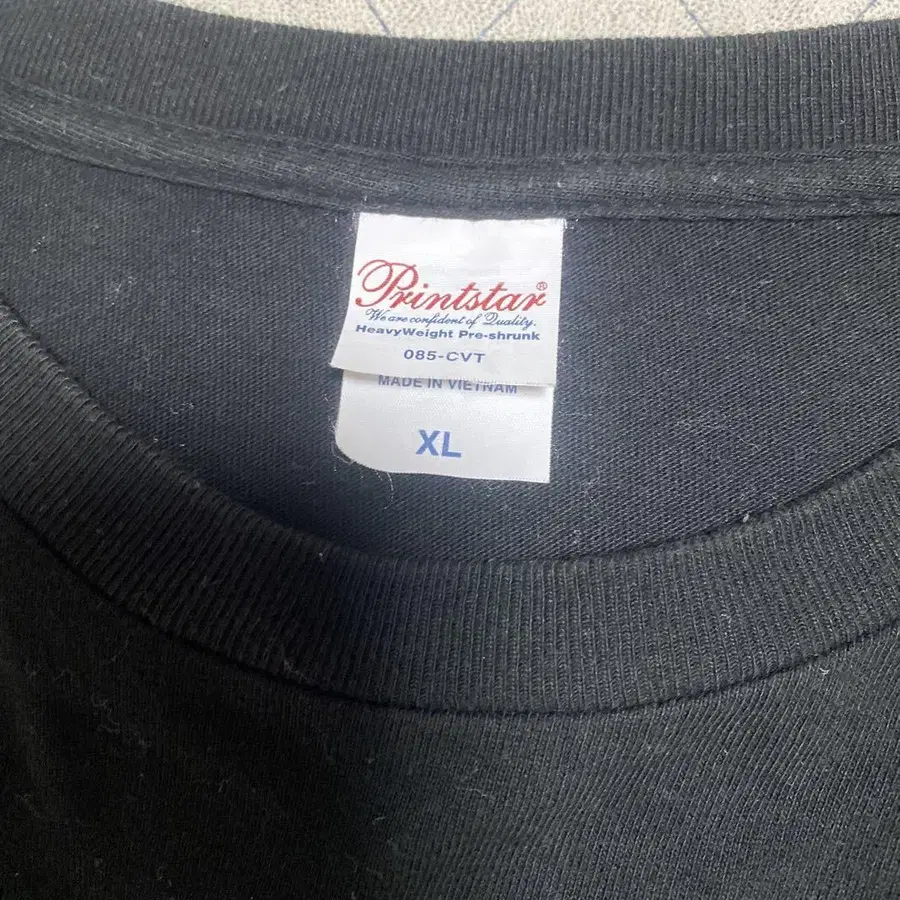 Printstar®
We are confident of Quality.
HeavyWeight Pre-shrunk
085-CVT
MADE IN VIETNAM
XL